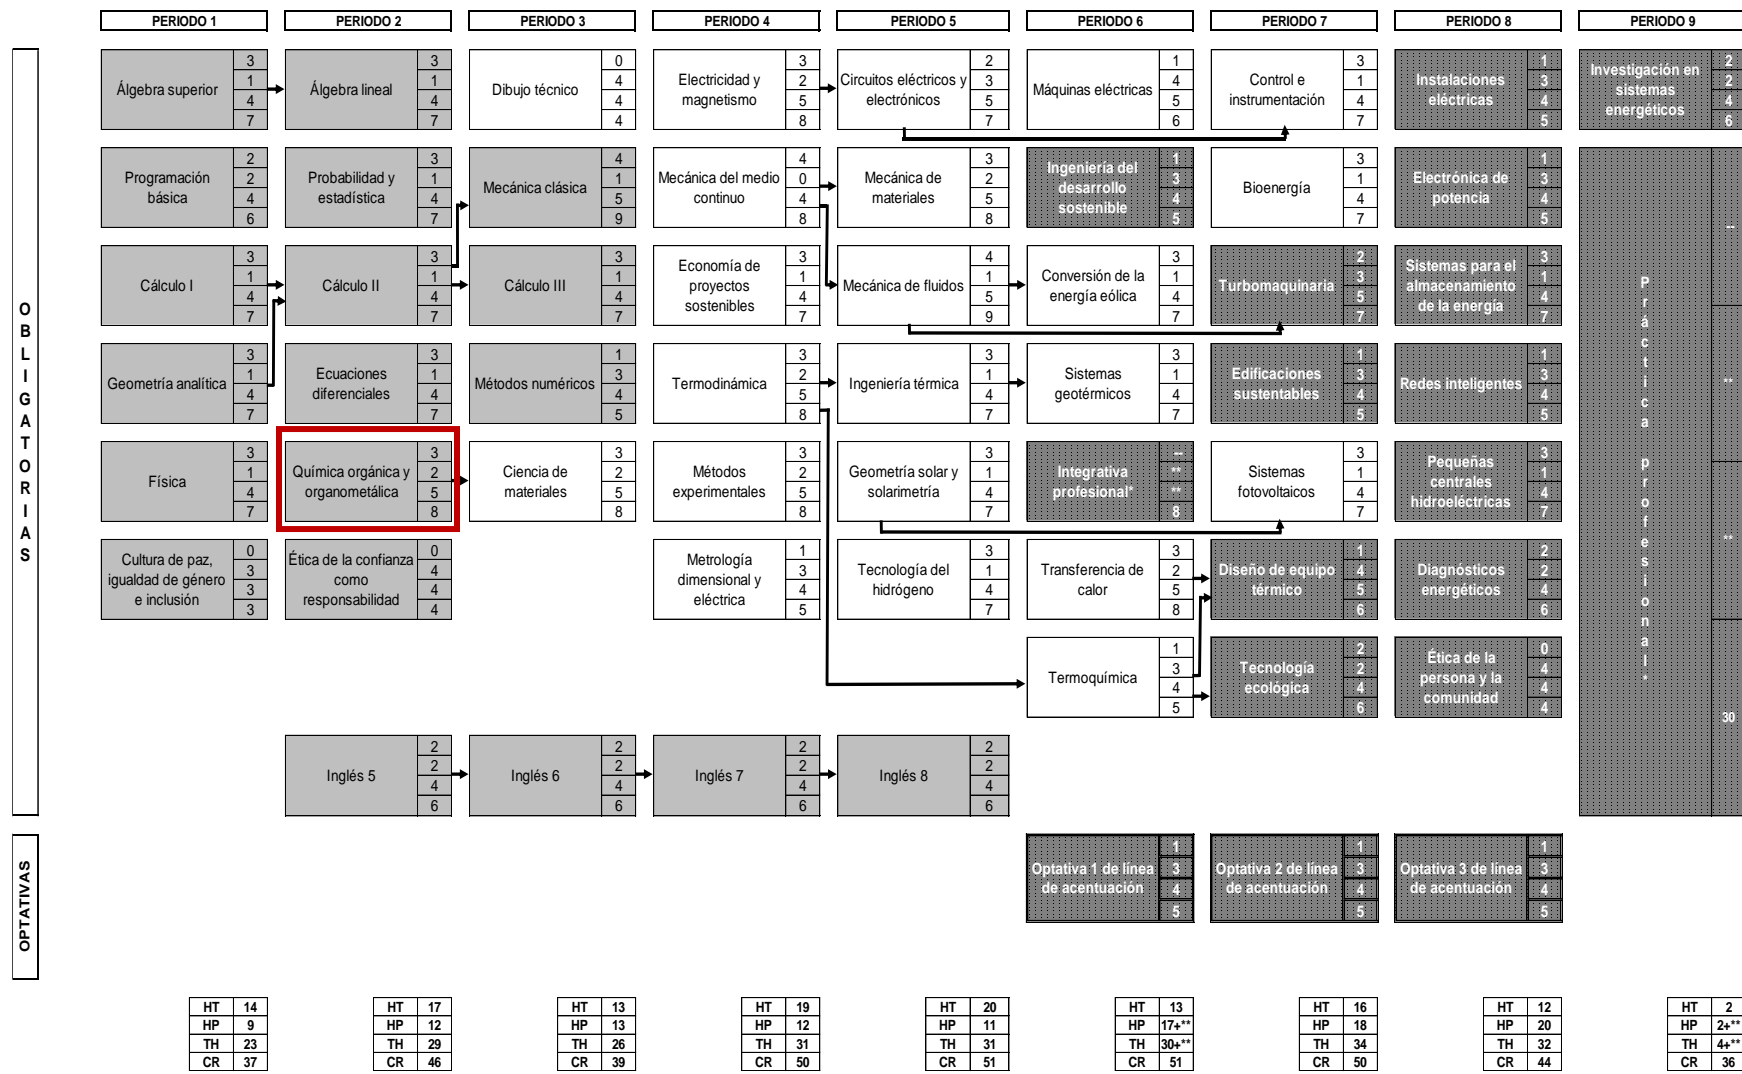 PERIODO 1
PERIODO 2
PERIODO 3
PERIODO 4
PERIODO 5
PERIODO 6
PERIODO 7
PERIODO 8
PERIODO 9
OBLIGATORIAS
Álgebra superior
3
1
4
7
Álgebra lineal
3
1
4
7
Dibujo técnico
0
4
4
4
Electricidad y
magnetismo
3
2
5
8
Circuitos eléctricos y
electrónicos
2
3
5
7
Máquinas eléctricas
1
4
5
6
Control e
instrumentación
3
1
4
7
Instalaciones
eléctricas
1
3
4
5
Investigación en
sistemas
energéticos
2
2
4
6
Programación
básica
2
2
4
6
Probabilidad y
estadística
3
1
4
7
Mecánica clásica
4
1
5
9
Mecánica del medio
continuo
4
0
4
8
Mecánica de
materiales
3
2
5
8
Ingeniería del
desarrollo
sostenible
1
3
4
5
Bioenergía
3
1
4
7
Electrónica de
potencia
1
3
4
5
Práctica profesional*
--
**
**
30
Cálculo I
3
1
4
7
Cálculo II
3
1
4
7
Cálculo III
3
1
4
7
Economía de
proyectos
sostenibles
3
1
4
7
Mecánica de fluidos
4
1
5
9
Conversión de la
energía eólica
3
1
4
7
Turbomaquinaria
2
3
5
7
Sistemas para el
almacenamiento
de la energía
3
1
4
7
Geometría analítica
3
1
4
7
Ecuaciones
diferenciales
3
1
4
7
Métodos numéricos
1
3
4
5
Termodinámica
3
2
5
8
Ingeniería térmica
3
1
4
7
Sistemas
geotérmicos
3
1
4
7
Edificaciones
sustentables
1
3
4
5
Redes inteligentes
1
3
4
5
Física
3
1
4
7
Química orgánica y
organometálica
3
2
5
8
Ciencia de
materiales
3
2
5
8
Métodos
experimentales
3
2
5
8
Geometría solar y
solarimetría
3
1
4
7
Integrativa
profesional*
--
**
**
8
Sistemas
fotovoltaicos
3
1
4
7
Pequeñas
centrales
hidroeléctricas
3
1
4
7
Cultura de paz,
igualdad de género
e inclusión
0
3
3
3
Ética de la confianza
como
responsabilidad
0
4
4
4
Metrología
dimensional y
eléctrica
1
3
4
5
Tecnología del
hidrógeno
3
1
4
7
Transferencia de
calor
3
2
5
8
Diseño de equipo
térmico
1
4
5
6
Diagnósticos
energéticos
2
2
4
6
Termoquímica
1
3
4
5
Tecnología
ecológica
2
2
4
6
Ética de la
persona y la
comunidad
0
4
4
4
Inglés 5
2
2
4
6
Inglés 6
2
2
4
6
Inglés 7
2
2
4
6
Inglés 8
2
2
4
6
OPTATIVAS
Optativa 1 de línea
de acentuación
1
3
4
5
Optativa 2 de línea
de acentuación
1
3
4
5
Optativa 3 de línea
de acentuación
1
3
4
5
HT 14
HP 9
TH 23
CR 37
HT 17
HP 12
TH 29
CR 46
HT 13
HP 13
TH 26
CR 39
HT 19
HP 12
TH 31
CR 50
HT 20
HP 11
TH 31
CR 51
HT 13
HP 17+**
TH 30+**
CR 51
HT 16
HP 18
TH 34
CR 50
HT 12
HP 20
TH 32
CR 44
HT 2
HP 2+**
TH 4+**
CR 36